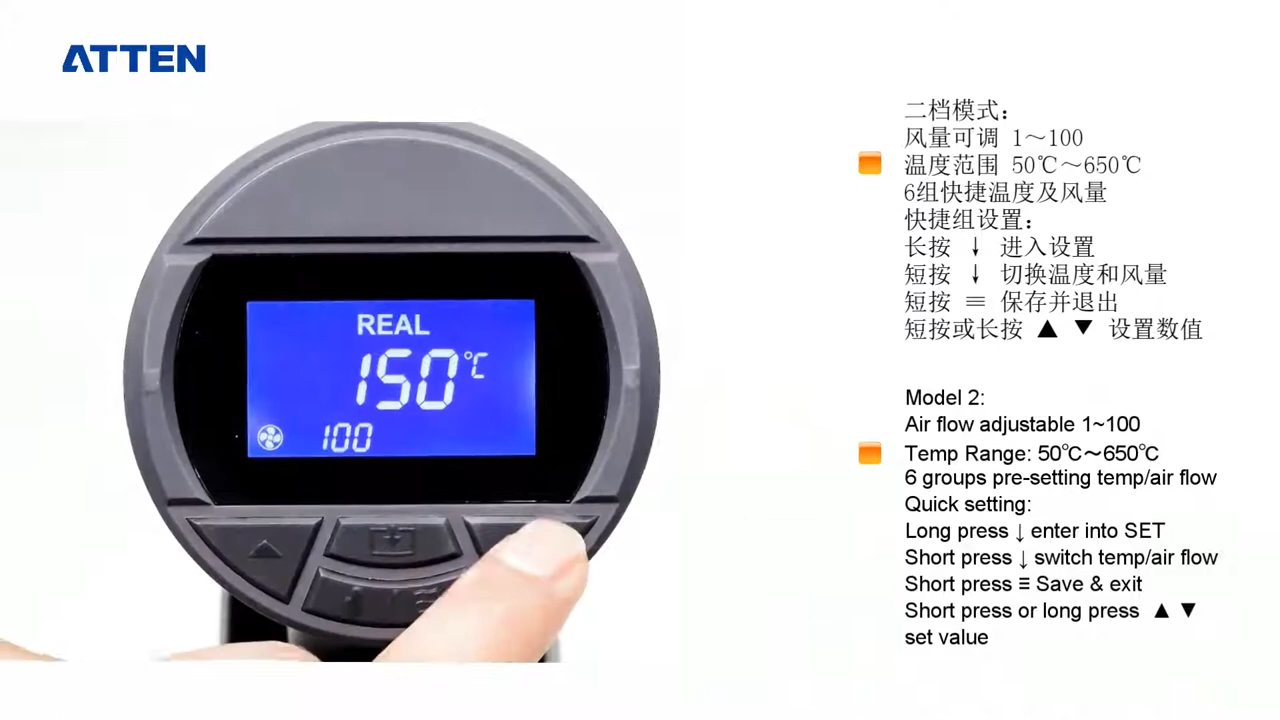 ATTEN
REAL
150℃
100
二档模式：
风量可调 1～100
温度范围 50℃～650℃
6组快捷温度及风量
快捷组设置：
长按 ↓ 进入设置
短按 ↓ 切换温度和风量
短按 ≡ 保存并退出
短按或长按 ▲ ▼ 设置数值
Model 2:
Air flow adjustable 1~100
Temp Range: 50℃～650℃
6 groups pre-setting temp/air flow
Quick setting:
Long press ↓ enter into SET
Short press ↓ switch temp/air flow
Short press ≡ Save & exit
Short press or long press ▲ ▼
set value